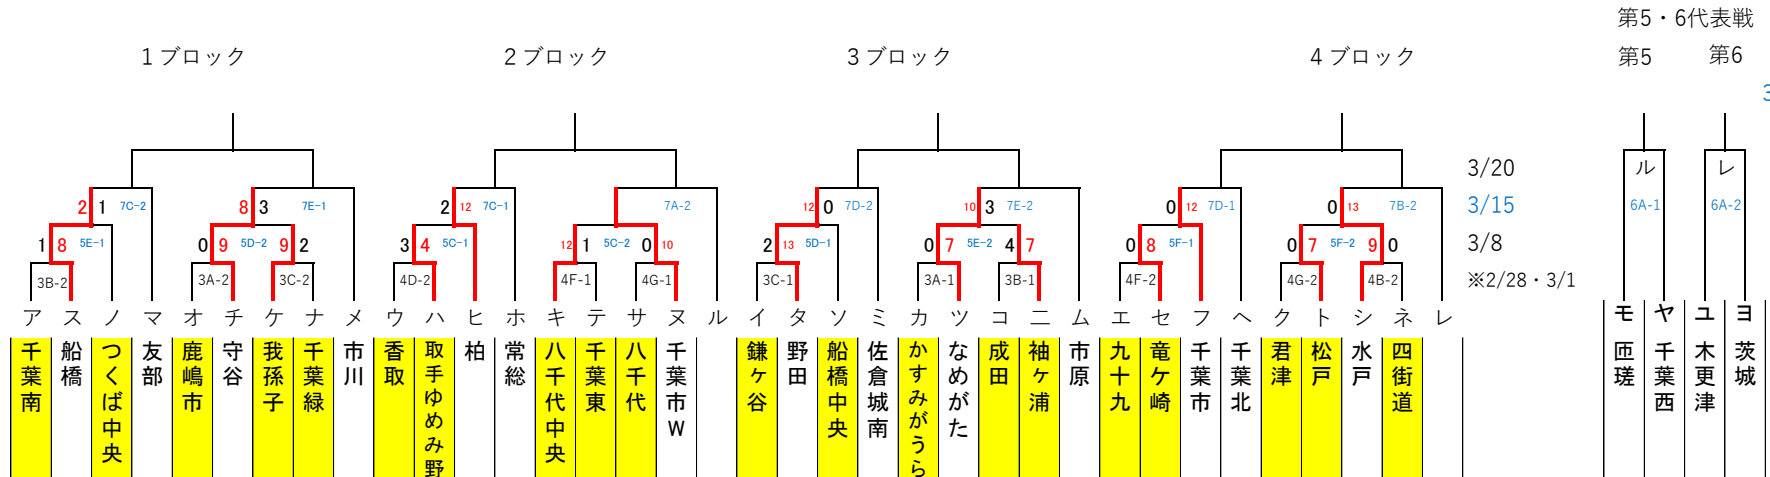 第5・6代表戦
1ブロック 2ブロック 3ブロック 4ブロック 第5 第6
3
3/20 ル レ
2 1 7C-2 8 3 7E-1 2 12 7C-1 7A-2 12 0 7D-2 10 3 7E-2 0 12 7D-1 0 13 7B-2 3/15 6A-1 6A-2
1 8 5E-1 0 9 5D-2 9 2 3 4 5C-1 12 1 5C-2 0 10 2 13 5D-1 0 7 5E-2 4 7 0 8 5F-1 0 7 5F-2 9 0 3/8
3B-2 3A-2 3C-2 4D-2 4F-1 4G-1 3C-1 3A-1 3B-1 4F-2 4G-2 4B-2 ※2/28・3/1
ア ス ノ マ オ チ ケ ナ メ ウ ハ ヒ ホ キ テ サ ヌ ル イ タ ソ ミ カ ツ コ ニ ム エ セ フ ヘ ク ト シ ネ レ モ ヤ ユ ヨ
千葉南
船橋
つくば中央
友部
鹿嶋市
守谷
我孫子
千葉緑
市川
香取
取手ゆめみ野
柏
常総
八千代中央
千葉東
八千代
千葉市W
鎌ヶ谷
野田
船橋中央
佐倉城南
かすみがうら
なめがた
成田
袖ヶ浦
市原
九十九
竜ケ崎
千葉市
千葉北
君津
松戸
水戸
四街道
匝瑳
千葉西
木更津
茨城